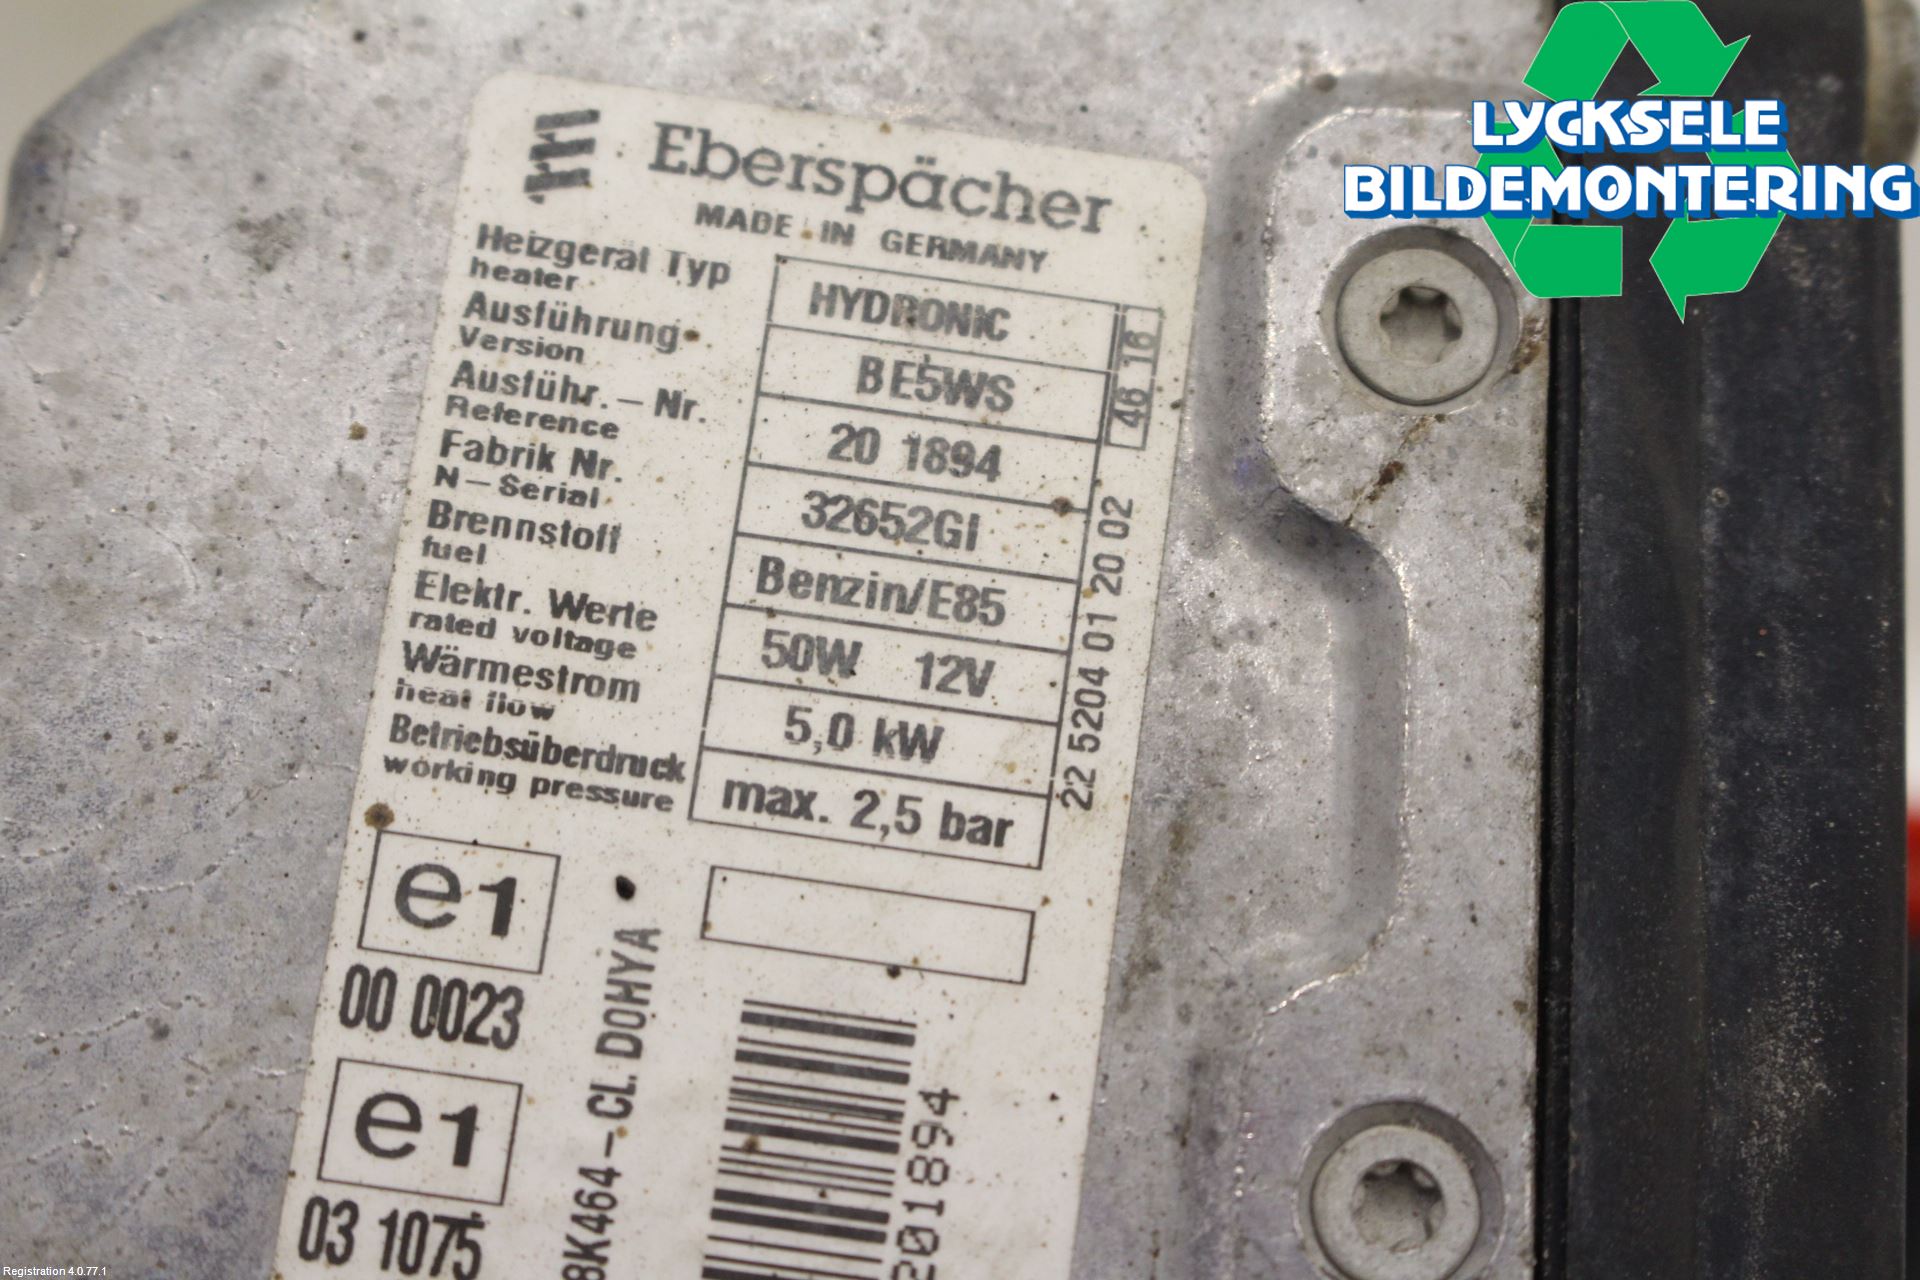 Eberspächer
MADE IN GERMANY
Heizgerät Typ
heater
HYDRONIC
Ausführung
Version
BE5WS
Ausführ. – Nr.
Reference
20 1894
Fabrik Nr.
N – Serial
32652GI
Brennstoff
fuel
Benzin/E85
Elektr. Werte
rated voltage
50W 12V
Wärmestrom
heat flow
5,0 kW
Betriebsüberdruck
working pressure
max. 2,5 bar
46 16
22 5204 01 20 02
e1
00 0023
e1
03 1075
BK464 – CL. DOHYA
201894
LYCKSELE
BILDEMONTERING
Registration 4.0.77.1